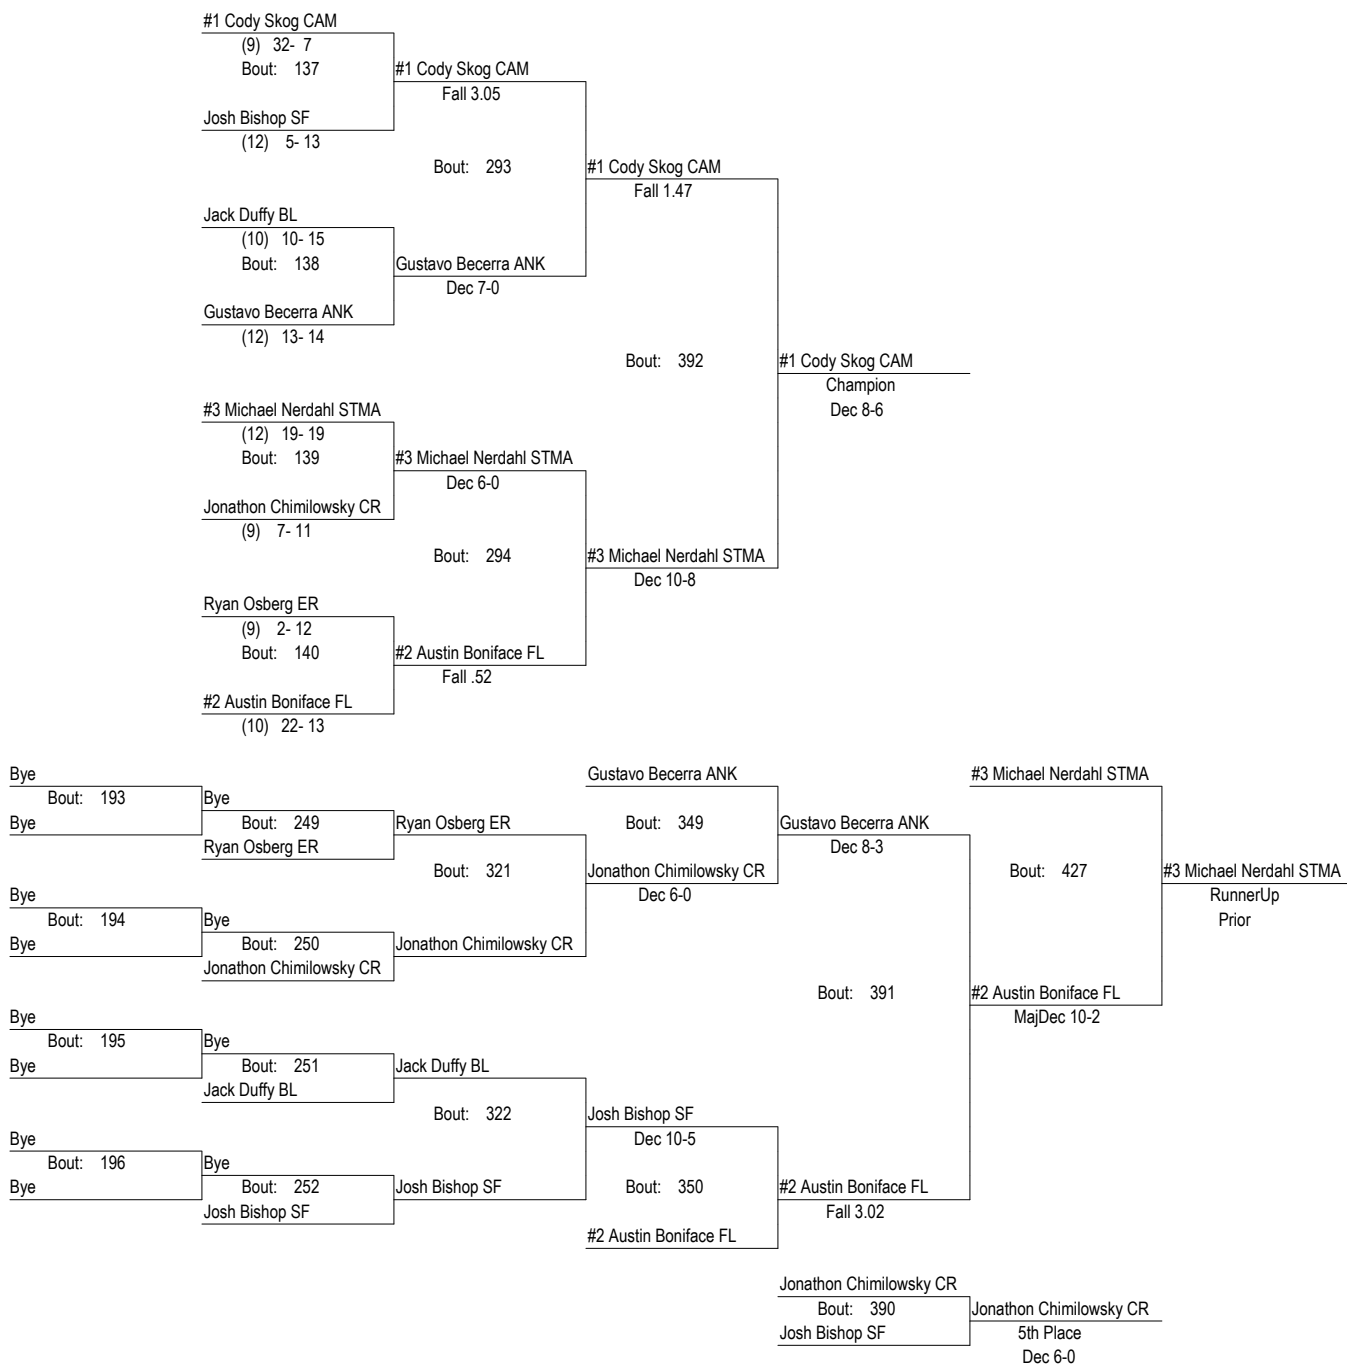 #1 Cody Skog CAM
(9) 32- 7
Bout: 137
#1 Cody Skog CAM
Fall 3.05
Josh Bishop SF
(12) 5- 13
Bout: 293
#1 Cody Skog CAM
Fall 1.47
Jack Duffy BL
(10) 10- 15
Bout: 138
Gustavo Becerra ANK
Dec 7-0
Gustavo Becerra ANK
(12) 13- 14
Bout: 392
#1 Cody Skog CAM
Champion
Dec 8-6
#3 Michael Nerdahl STMA
(12) 19- 19
Bout: 139
#3 Michael Nerdahl STMA
Dec 6-0
Jonathon Chimilowsky CR
(9) 7- 11
Bout: 294
#3 Michael Nerdahl STMA
Dec 10-8
Ryan Osberg ER
(9) 2- 12
Bout: 140
#2 Austin Boniface FL
Fall .52
#2 Austin Boniface FL
(10) 22- 13
Bye
Bout: 193
Bye
Bye
Bout: 249
Ryan Osberg ER
Ryan Osberg ER
Bout: 321
Gustavo Becerra ANK
Bout: 349
Jonathon Chimilowsky CR
Dec 6-0
Gustavo Becerra ANK
Dec 8-3
#3 Michael Nerdahl STMA
Bout: 427
#3 Michael Nerdahl STMA
RunnerUp
Prior
Bye
Bout: 194
Bye
Bye
Bout: 250
Jonathon Chimilowsky CR
Jonathon Chimilowsky CR
Bout: 391
#2 Austin Boniface FL
MajDec 10-2
Bye
Bout: 195
Bye
Bye
Bout: 251
Jack Duffy BL
Jack Duffy BL
Bout: 322
Josh Bishop SF
Dec 10-5
Bye
Bout: 196
Bye
Bye
Bout: 252
Josh Bishop SF
Josh Bishop SF
Bout: 350
#2 Austin Boniface FL
Fall 3.02
#2 Austin Boniface FL
Jonathon Chimilowsky CR
Bout: 390
Josh Bishop SF
Jonathon Chimilowsky CR
5th Place
Dec 6-0